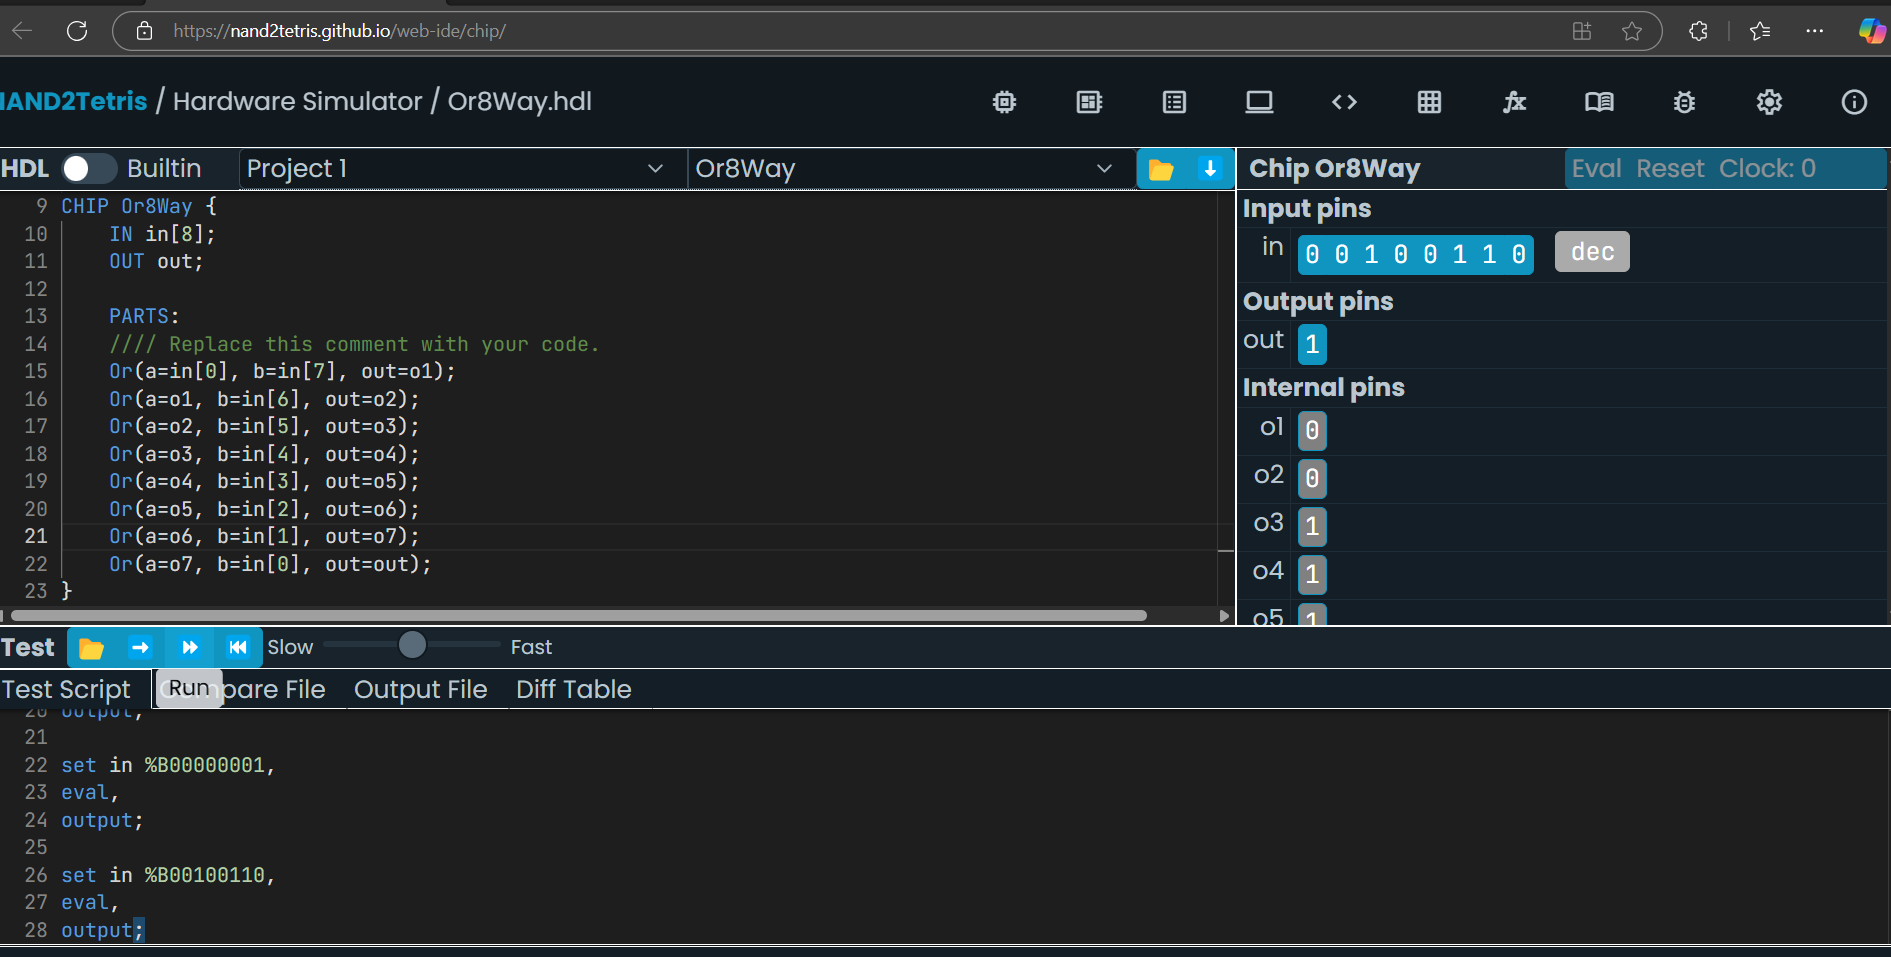 https://nand2tetris.github.io/web-ide/chip/
NAND2Tetris / Hardware Simulator / Or8Way.hdl
HDL Builtin Project 1 Or8Way
Chip Or8Way Eval Reset Clock: 0
9 CHIP Or8Way {
10 IN in[8];
11 OUT out;
12
13 PARTS:
14 //// Replace this comment with your code.
15 Or(a=in[0], b=in[7], out=o1);
16 Or(a=o1, b=in[6], out=o2);
17 Or(a=o2, b=in[5], out=o3);
18 Or(a=o3, b=in[4], out=o4);
19 Or(a=o4, b=in[3], out=o5);
20 Or(a=o5, b=in[2], out=o6);
21 Or(a=o6, b=in[1], out=o7);
22 Or(a=o7, b=in[0], out=out);
23 }
Input pins
in 0 0 1 0 0 1 1 0 dec
Output pins
out 1
Internal pins
o1 0
o2 0
o3 1
o4 1
o5 1
Test Slow Fast
Test Script Run Compare File Output File Diff Table
20 output;
21
22 set in %B00000001,
23 eval,
24 output;
25
26 set in %B00100110,
27 eval,
28 output;